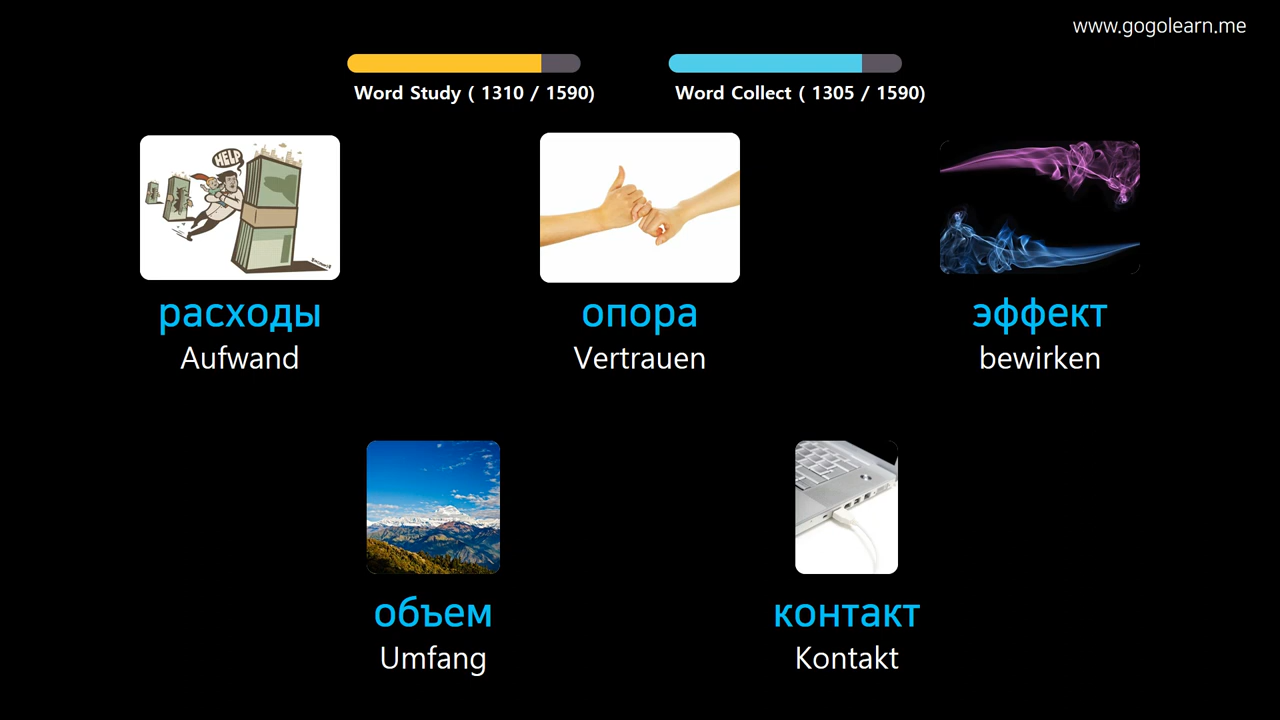 www.gogolearn.me
Word Study ( 1310 / 1590)
Word Collect ( 1305 / 1590)
HELP
расходы
опора
эффект
Aufwand
Vertrauen
bewirken
объем
контакт
Umfang
Kontakt